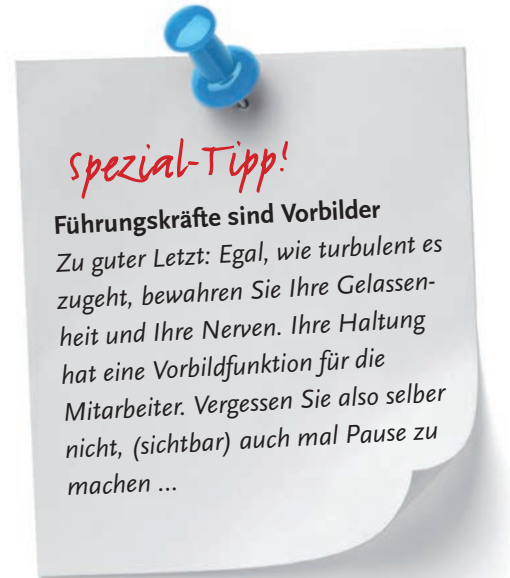 Spezial-Tipp!
Führungskräfte sind Vorbilder
Zu guter Letzt: Egal, wie turbulent es
zugeht, bewahren Sie Ihre Gelassen-
heit und Ihre Nerven. Ihre Haltung
hat eine Vorbildfunktion für die
Mitarbeiter. Vergessen Sie also selber
nicht, (sichtbar) auch mal Pause zu
machen ...